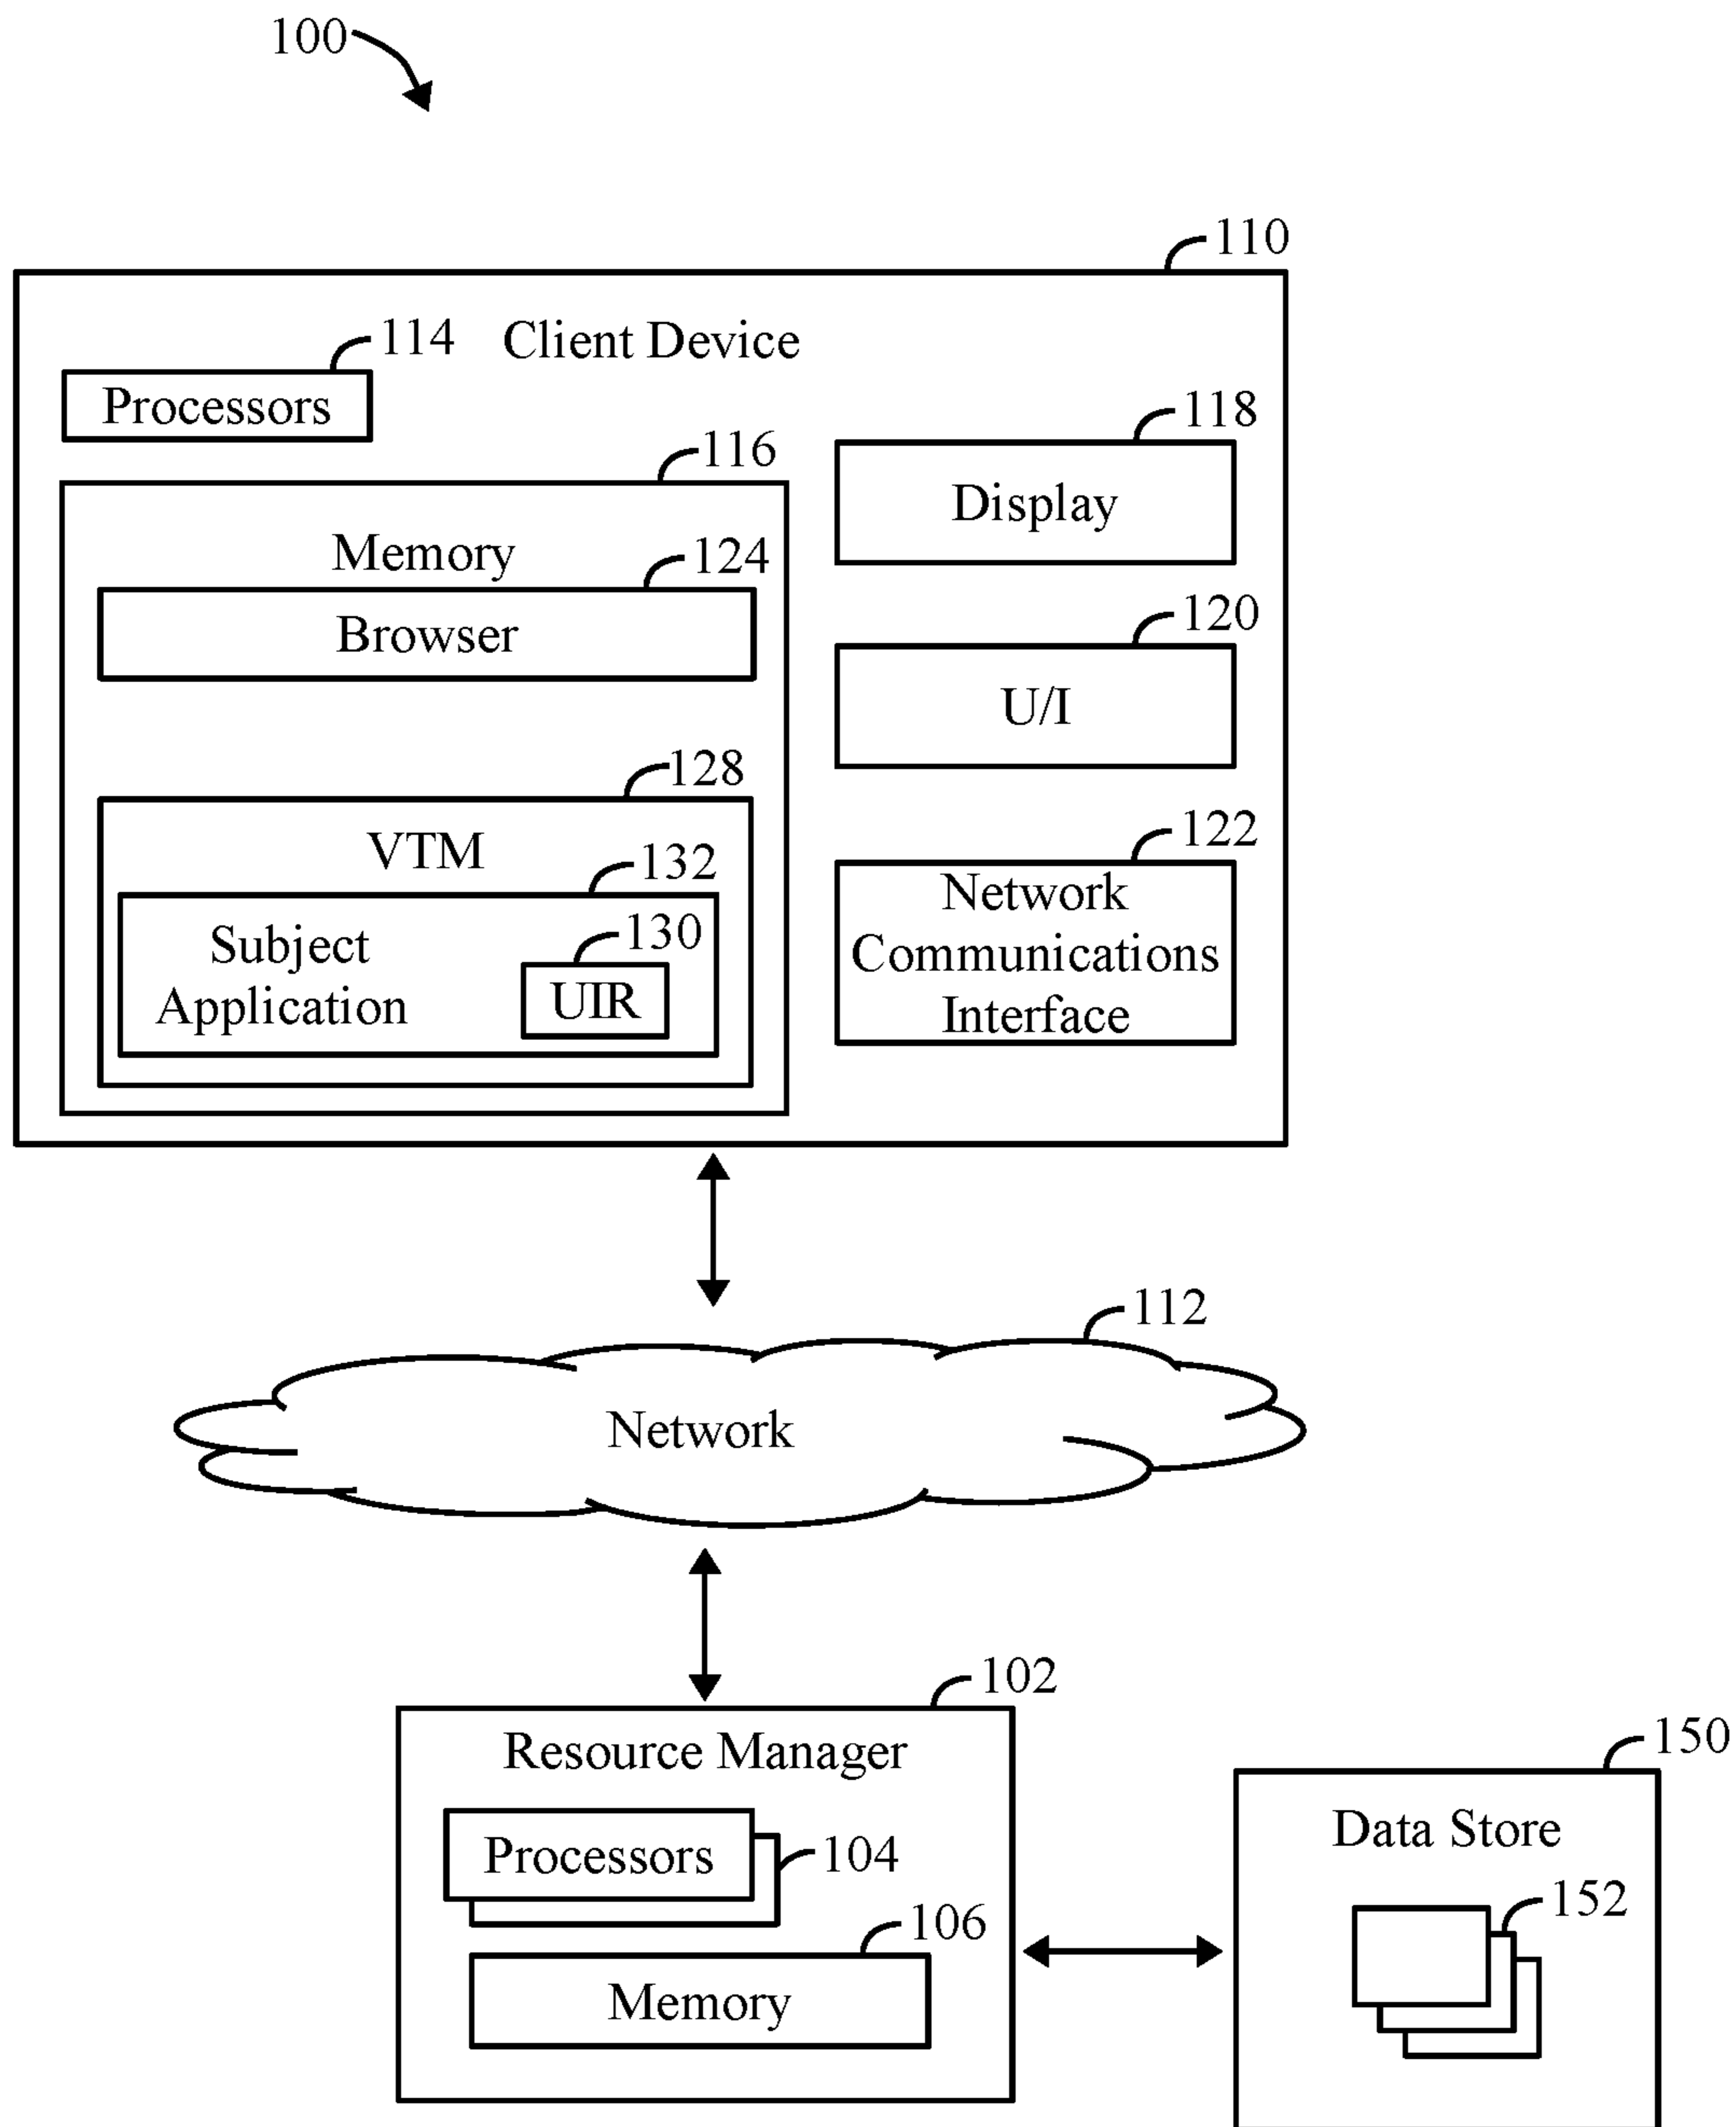 100
110
114
Client Device
Processors
118
116
Display
Memory
124
Browser
120
U/I
128
VTM
132
122
Subject
Application
130
UIR
Network
Communications
Interface
112
Network
102
Resource Manager
150
Processors
104
Data Store
152
106
Memory